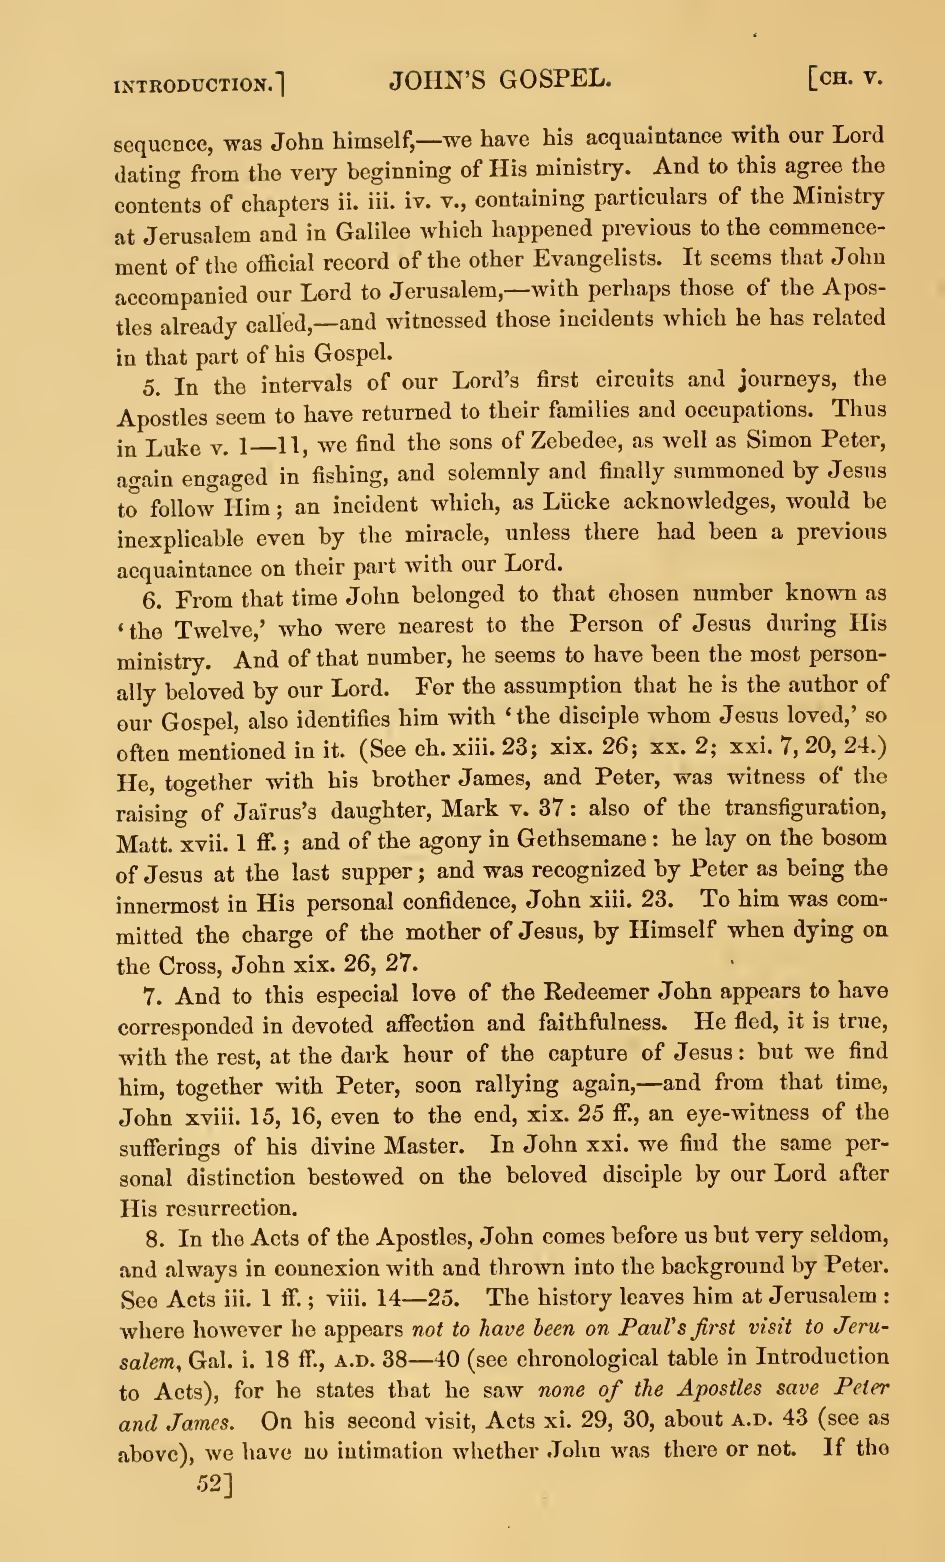 INTRODUCTION.] JOHN'S GOSPEL. [CH. V.
sequence, was John himself,—we have his acquaintance with our Lord
dating from the very beginning of His ministry. And to this agree the
contents of chapters ii. iii. iv. v., containing particulars of the Ministry
at Jerusalem and in Galilee which happened previous to the commence-
ment of the official record of the other Evangelists. It seems that John
accompanied our Lord to Jerusalem,—with perhaps those of the Apos-
tles already called,—and witnessed those incidents which he has related
in that part of his Gospel.
5. In the intervals of our Lord's first circuits and journeys, the
Apostles seem to have returned to their families and occupations. Thus
in Luke v. 1—11, we find the sons of Zebedee, as well as Simon Peter,
again engaged in fishing, and solemnly and finally summoned by Jesus
to follow Him; an incident which, as Lücke acknowledges, would be
inexplicable even by the miracle, unless there had been a previous
acquaintance on their part with our Lord.
6. From that time John belonged to that chosen number known as
‘the Twelve,’ who were nearest to the Person of Jesus during His
ministry. And of that number, he seems to have been the most person-
ally beloved by our Lord. For the assumption that he is the author of
our Gospel, also identifies him with ‘the disciple whom Jesus loved,’ so
often mentioned in it. (See ch. xiii. 23; xix. 26; xx. 2; xxi. 7, 20, 24.)
He, together with his brother James, and Peter, was witness of the
raising of Jaïrus's daughter, Mark v. 37: also of the transfiguration,
Matt. xvii. 1 ff.; and of the agony in Gethsemane: he lay on the bosom
of Jesus at the last supper; and was recognized by Peter as being the
innermost in His personal confidence, John xiii. 23. To him was com-
mitted the charge of the mother of Jesus, by Himself when dying on
the Cross, John xix. 26, 27.
7. And to this especial love of the Redeemer John appears to have
corresponded in devoted affection and faithfulness. He fled, it is true,
with the rest, at the dark hour of the capture of Jesus: but we find
him, together with Peter, soon rallying again,—and from that time,
John xviii. 15, 16, even to the end, xix. 25 ff., an eye-witness of the
sufferings of his divine Master. In John xxi. we find the same per-
sonal distinction bestowed on the beloved disciple by our Lord after
His resurrection.
8. In the Acts of the Apostles, John comes before us but very seldom,
and always in connexion with and thrown into the background by Peter.
See Acts iii. 1 ff.; viii. 14—25. The history leaves him at Jerusalem:
where however he appears not to have been on Paul's first visit to Jeru-
salem, Gal. i. 18 ff., A.D. 38—40 (see chronological table in Introduction
to Acts), for he states that he saw none of the Apostles save Peter
and James. On his second visit, Acts xi. 29, 30, about A.D. 43 (see as
above), we have no intimation whether John was there or not. If the
52]